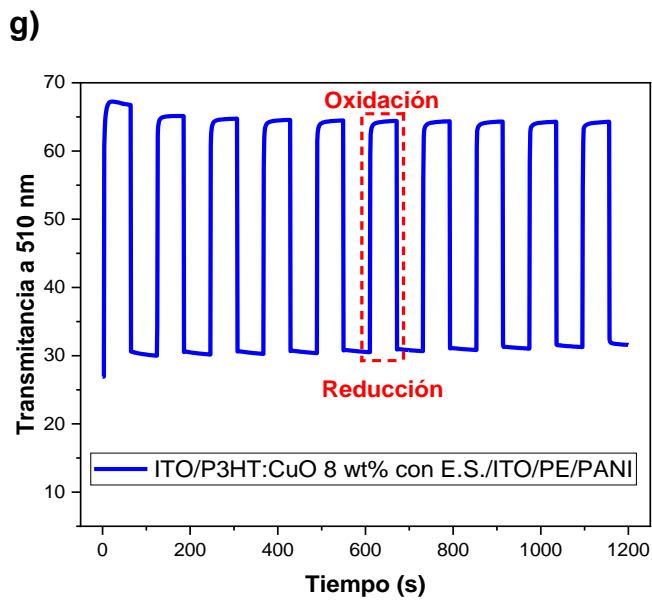 g)
70
60
50
40
30
20
10
Transmitancia a 510 nm
Oxidación
Reducción
ITO/P3HT:CuO 8 wt% con E.S./ITO/PE/PANI
0 200 400 600 800 1000 1200
Tiempo (s)